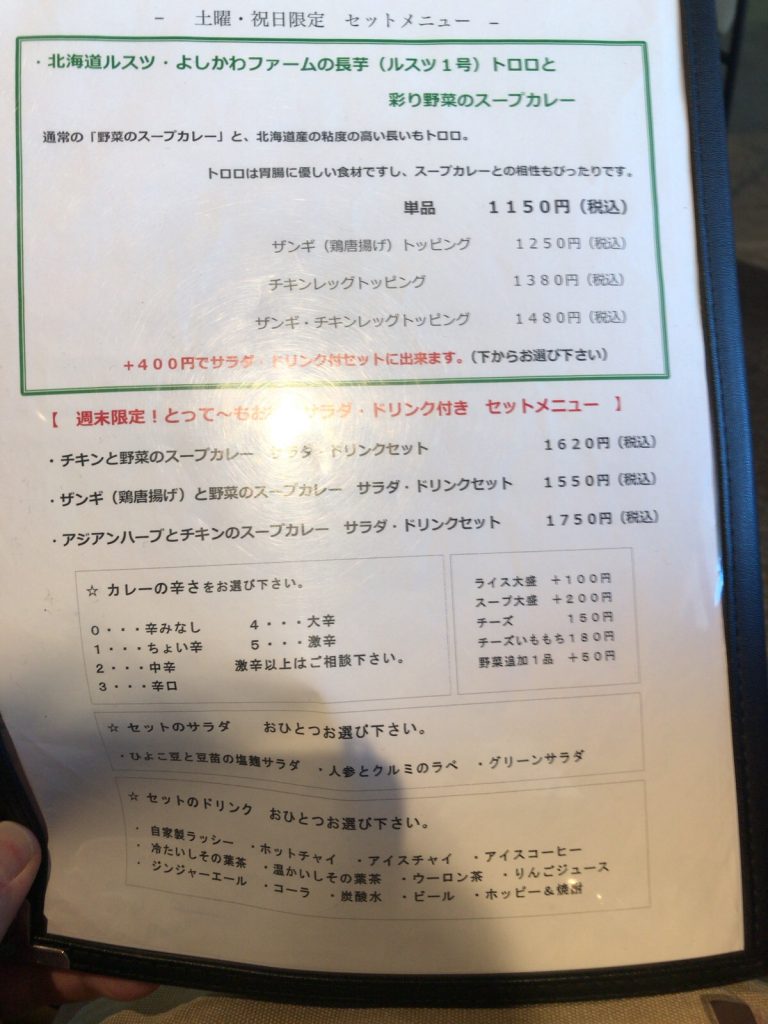 － 土曜・祝日限定 セットメニュー －
・北海道ルスツ・よしかわファームの長芋（ルスツ１号）トロロと
彩り野菜のスープカレー
通常の「野菜のスープカレー」と、北海道産の粘度の高い長いもトロロ。
トロロは胃腸に優しい食材ですし、スープカレーとの相性もぴったりです。
単品 １１５０円（税込）
ザンギ（鶏唐揚げ）トッピング １２５０円（税込）
チキンレッグトッピング １３８０円（税込）
ザンギ・チキンレッグトッピング １４８０円（税込）
＋４００円でサラダ・ドリンク付セットに出来ます。（下からお選び下さい）
【 週末限定！とって～もお サラダ・ドリンク付き セットメニュー 】
・チキンと野菜のスープカレー サラダ・ドリンクセット １６２０円（税込）
・ザンギ（鶏唐揚げ）と野菜のスープカレー サラダ・ドリンクセット １５５０円（税込）
・アジアンハーブとチキンのスープカレー サラダ・ドリンクセット １７５０円（税込）
☆ カレーの辛さをお選び下さい。
０・・・辛みなし ４・・・大辛
１・・・ちょい辛 ５・・・激辛
２・・・中辛 激辛以上はご相談下さい。
３・・・辛口
ライス大盛 ＋１００円
スープ大盛 ＋２００円
チーズ １５０円
チーズいももち１８０円
野菜追加１品 ＋５０円
☆ セットのサラダ おひとつお選び下さい。
・ひよこ豆と豆苗の塩麹サラダ ・人参とクルミのラペ ・グリーンサラダ
☆ セットのドリンク おひとつお選び下さい。
・自家製ラッシー ・ホットチャイ ・アイスチャイ ・アイスコーヒー
・冷たいしその葉茶 ・温かいしその葉茶 ・ウーロン茶 ・りんごジュース
・ジンジャーエール ・コーラ ・炭酸水 ・ビール ・ホッピー＆焼酎